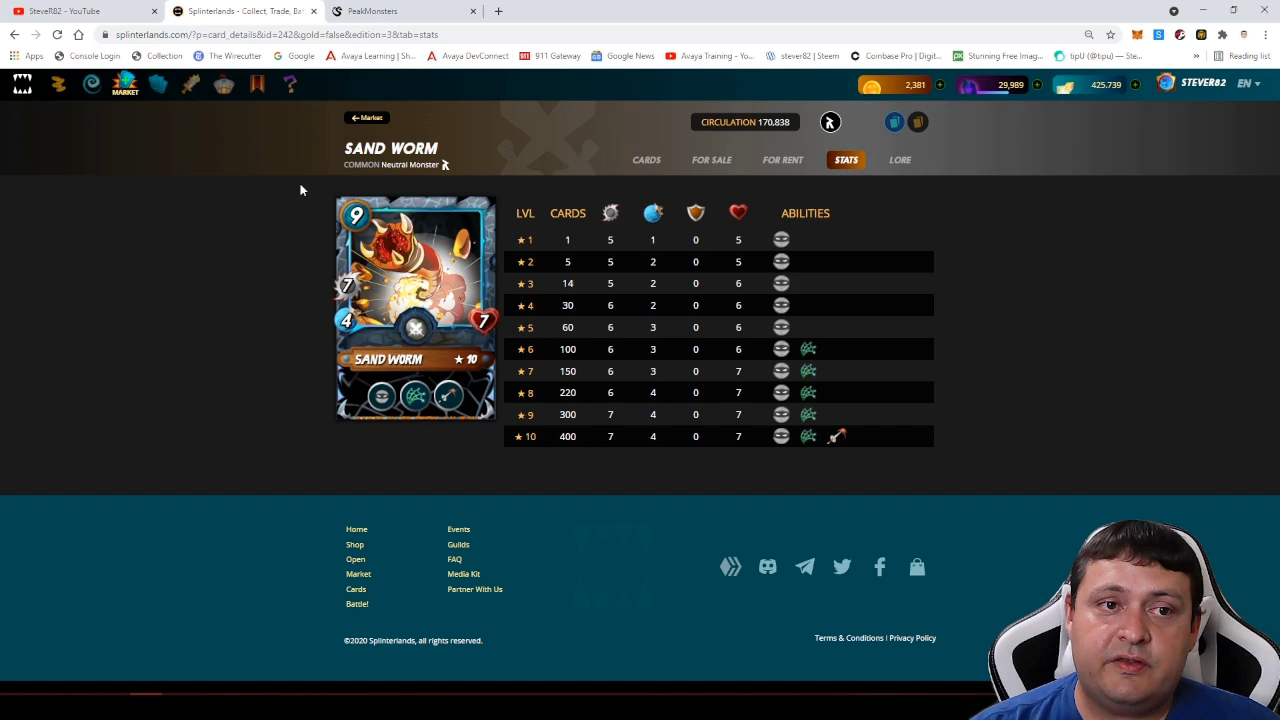 SteveR82 - YouTube
Splinterlands - Collect, Trade, Ba
PeakMonsters
splinterlands.com/?p=card_details&id=242&gold=false&edition=3&tab=stats
Apps
Console Login
Collection
The Wirecutter
Google
Avaya Learning | Sh...
Avaya DevConnect
911 Gateway
Google News
Avaya Training - You...
stever82 | Steem
Coinbase Pro | Digit...
Stunning Free Imag...
tipU (@tipu) — Ste...
Reading list
MARKET
2,381
29,989
425.739
STEVER82
EN
Market
CIRCULATION 170,838
SAND WORM
COMMON Neutral Monster
CARDS
FOR SALE
FOR RENT
STATS
LORE
9
7
4
7
SAND WORM ★ 10
LVL CARDS ABILITIES
★ 1 1 5 1 0 5
★ 2 5 5 2 0 5
★ 3 14 5 2 0 6
★ 4 30 6 2 0 6
★ 5 60 6 3 0 6
★ 6 100 6 3 0 6
★ 7 150 6 3 0 7
★ 8 220 6 4 0 7
★ 9 300 7 4 0 7
★ 10 400 7 4 0 7
Home
Shop
Open
Market
Cards
Battle!
Events
Guilds
FAQ
Media Kit
Partner With Us
©2020 Splinterlands, all rights reserved.
Terms & Conditions | Privacy Policy